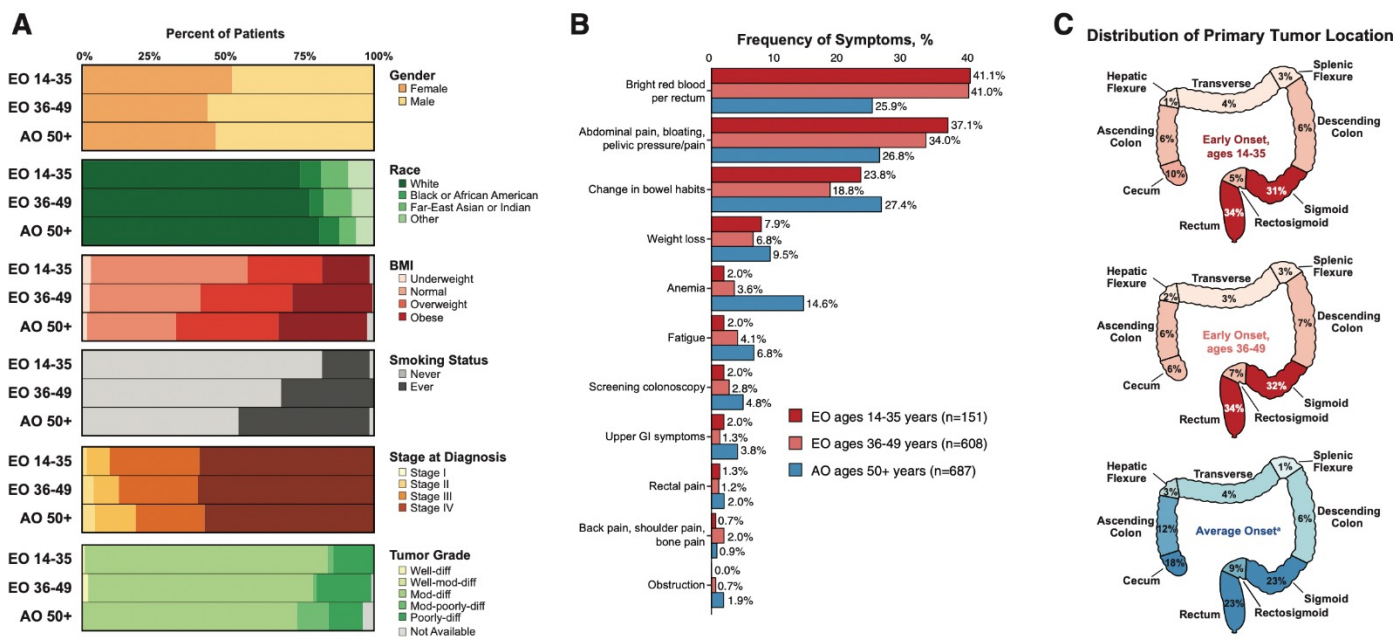 A
Percent of Patients
0%
25%
50%
75%
100%
EO 14-35
EO 36-49
AO 50+
Gender
Female
Male
EO 14-35
EO 36-49
AO 50+
Race
White
Black or African American
Far-East Asian or Indian
Other
EO 14-35
EO 36-49
AO 50+
BMI
Underweight
Normal
Overweight
Obese
EO 14-35
EO 36-49
AO 50+
Smoking Status
Never
Ever
EO 14-35
EO 36-49
AO 50+
Stage at Diagnosis
Stage I
Stage II
Stage III
Stage IV
EO 14-35
EO 36-49
AO 50+
Tumor Grade
Well-diff
Well-mod-diff
Mod-diff
Mod-poorly-diff
Poorly-diff
Not Available
B
Frequency of Symptoms, %
0
10
20
30
40
Bright red blood
per rectum
41.1%
41.0%
25.9%
Abdominal pain, bloating,
pelvic pressure/pain
37.1%
34.0%
26.8%
Change in bowel habits
23.8%
18.8%
27.4%
Weight loss
7.9%
6.8%
9.5%
Anemia
2.0%
3.6%
14.6%
Fatigue
2.0%
4.1%
6.8%
Screening colonoscopy
2.0%
2.8%
4.8%
Upper GI symptoms
2.0%
1.3%
3.8%
Rectal pain
1.3%
1.2%
2.0%
Back pain, shoulder pain,
bone pain
0.7%
2.0%
0.9%
Obstruction
0.0%
0.7%
1.9%
EO ages 14-35 years (n=151)
EO ages 36-49 years (n=608)
AO ages 50+ years (n=687)
C
Distribution of Primary Tumor Location
Hepatic
Flexure
1%
Transverse
4%
3%
Splenic
Flexure
Ascending
Colon
6%
Early Onset,
ages 14-35
6%
Descending
Colon
10%
Cecum
5%
31%
Sigmoid
34%
Rectosigmoid
Rectum
Hepatic
Flexure
2%
Transverse
3%
3%
Splenic
Flexure
Ascending
Colon
6%
Early Onset,
ages 36-49
7%
Descending
Colon
6%
Cecum
7%
32%
Sigmoid
34%
Rectosigmoid
Rectum
Hepatic
Flexure
3%
Transverse
4%
1%
Splenic
Flexure
Ascending
Colon
12%
Average Onsetᵃ
6%
Descending
Colon
18%
Cecum
9%
23%
Sigmoid
23%
Rectosigmoid
Rectum